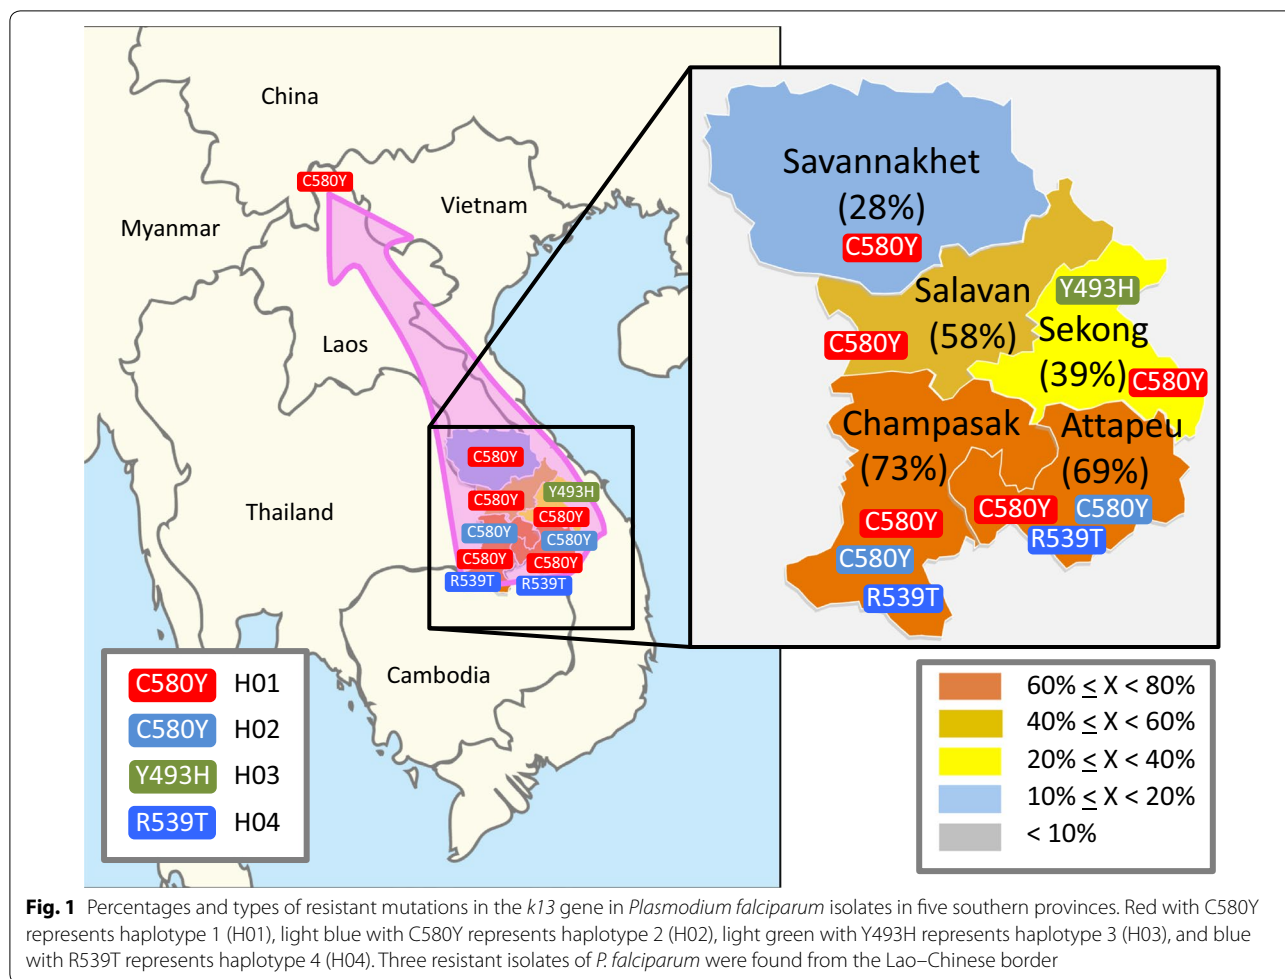 China
C580Y
Vietnam
Myanmar
Laos
Thailand
Cambodia
C580Y
C580Y
Y493H
C580Y
C580Y
C580Y
C580Y
C580Y
R539T
R539T
Savannakhet
(28%)
C580Y
Salavan
(58%)
C580Y
Y493H
Sekong
(39%)
C580Y
Champasak
(73%)
C580Y
C580Y
R539T
Attapeu
(69%)
C580Y
C580Y
R539T
C580Y H01
C580Y H02
Y493H H03
R539T H04
60% ≤ X < 80%
40% ≤ X < 60%
20% ≤ X < 40%
10% ≤ X < 20%
< 10%
Fig. 1 Percentages and types of resistant mutations in the k13 gene in Plasmodium falciparum isolates in five southern provinces. Red with C580Y
represents haplotype 1 (H01), light blue with C580Y represents haplotype 2 (H02), light green with Y493H represents haplotype 3 (H03), and blue
with R539T represents haplotype 4 (H04). Three resistant isolates of P. falciparum were found from the Lao–Chinese border